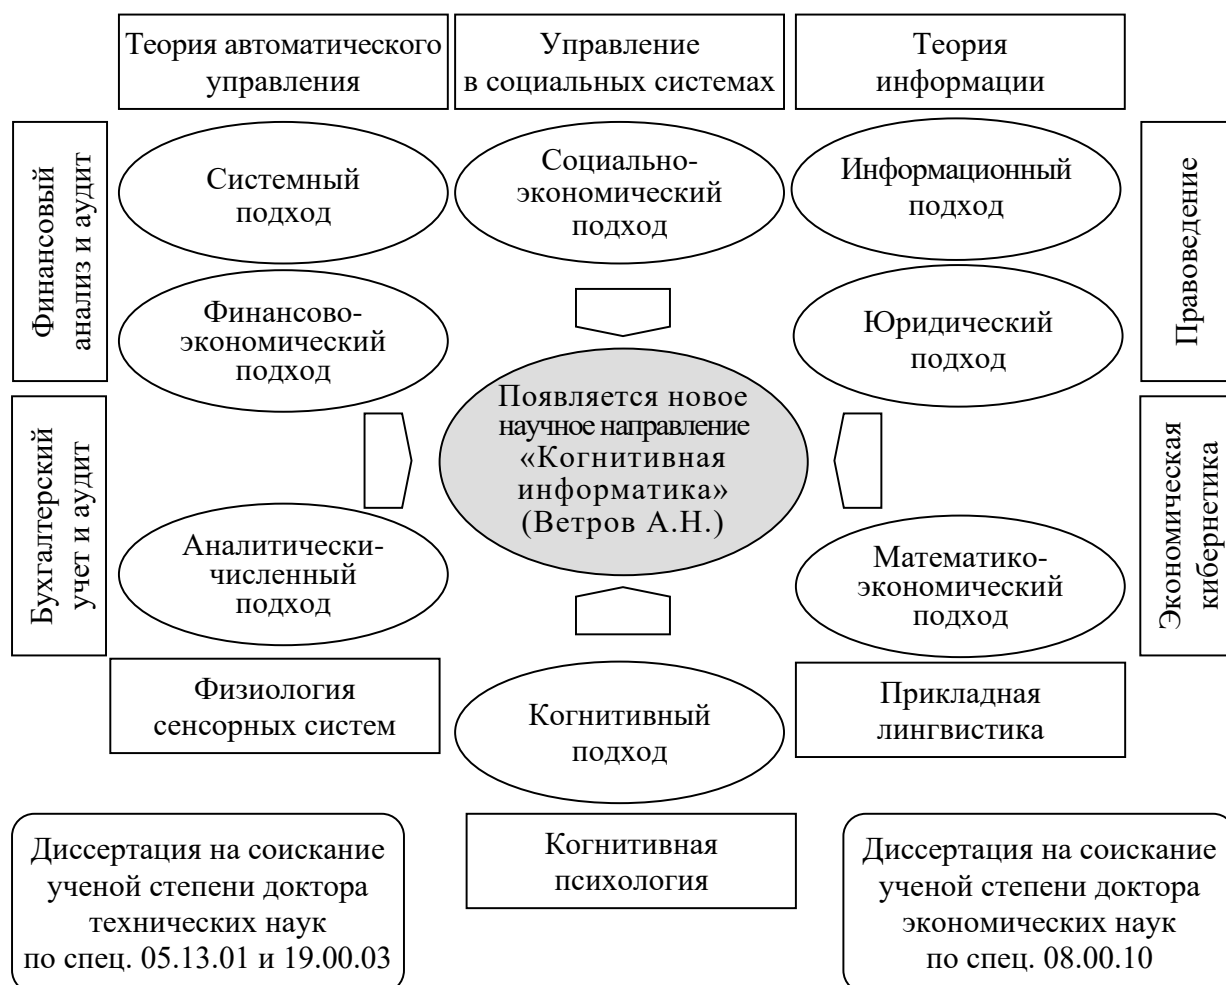 Теория автоматического
управления
Управление
в социальных системах
Теория
информации
Финансовый
анализ и аудит
Системный
подход
Социально-
экономический
подход
Информационный
подход
Правоведение
Финансово-
экономический
подход
Юридический
подход
Появляется новое
научное направление
«Когнитивная
информатика»
(Ветров А.Н.)
Бухгалтерский
учет и аудит
Аналитически-
численный
подход
Математико-
экономический
подход
Экономическая
кибернетика
Физиология
сенсорных систем
Когнитивный
подход
Прикладная
лингвистика
Диссертация на соискание
ученой степени доктора
технических наук
по спец. 05.13.01 и 19.00.03
Когнитивная
психология
Диссертация на соискание
ученой степени доктора
экономических наук
по спец. 08.00.10